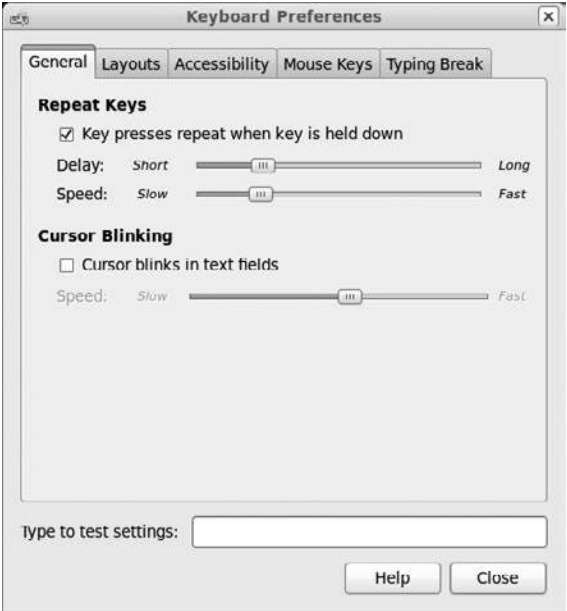 Keyboard Preferences
General Layouts Accessibility Mouse Keys Typing Break
Repeat Keys
Key presses repeat when key is held down
Delay: Short Long
Speed: Slow Fast
Cursor Blinking
Cursor blinks in text fields
Speed: Slow Fast
Type to test settings:
Help Close